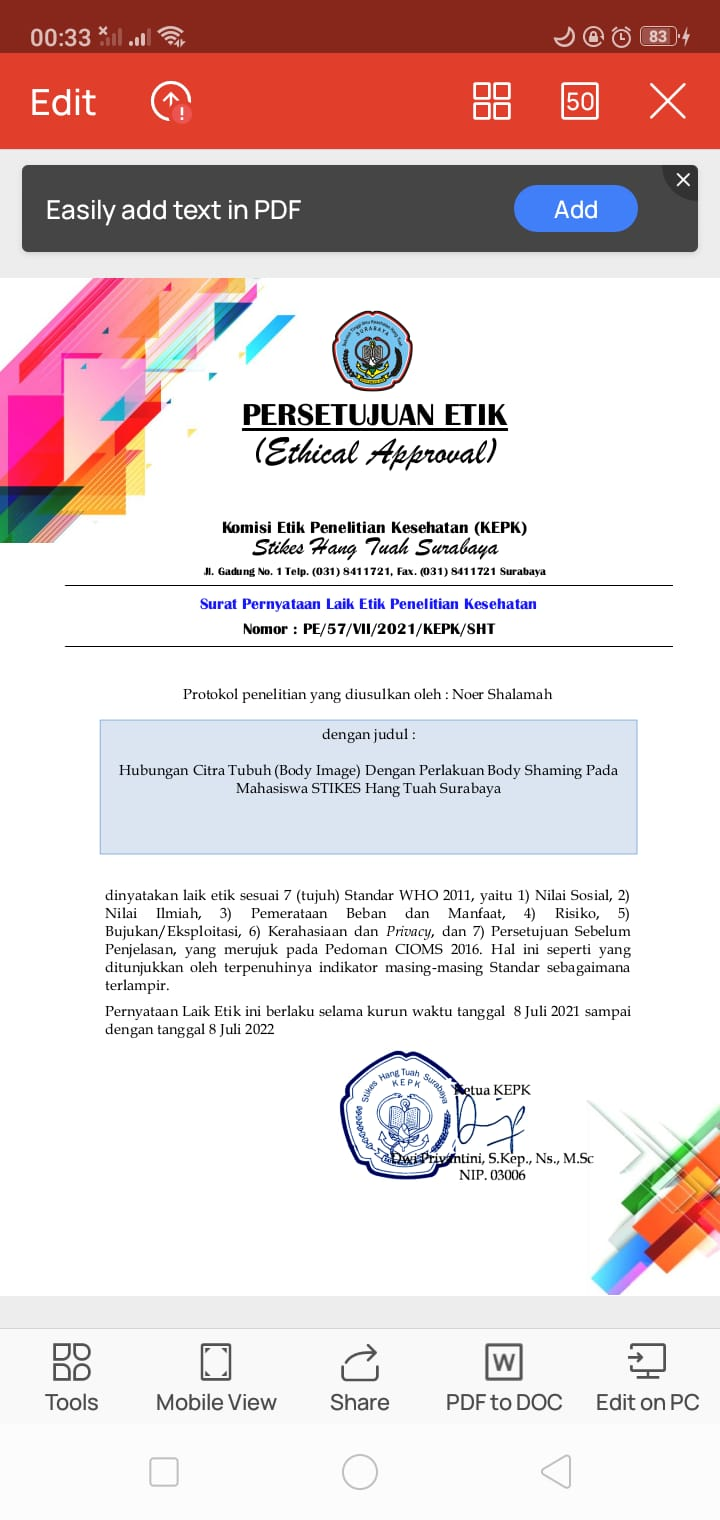 00:33
83
Edit
50
Easily add text in PDF
Add
SURABAYA
PERSETUJUAN ETIK
(Ethical Approval)
Komisi Etik Penelitian Kesehatan (KEPK)
Stikes Hang Tuah Surabaya
Jl. Gadung No. 1 Telp. (031) 8411721, Fax. (031) 8411721 Surabaya
Surat Pernyataan Laik Etik Penelitian Kesehatan
Nomor : PE/57/VII/2021/KEPK/SHT
Protokol penelitian yang diusulkan oleh : Noer Shalamah
dengan judul :
Hubungan Citra Tubuh (Body Image) Dengan Perlakuan Body Shaming Pada
Mahasiswa STIKES Hang Tuah Surabaya
dinyatakan laik etik sesuai 7 (tujuh) Standar WHO 2011, yaitu 1) Nilai Sosial, 2)
Nilai Ilmiah, 3) Pemerataan Beban dan Manfaat, 4) Risiko, 5)
Bujukan/Eksploitasi, 6) Kerahasiaan dan Privacy, dan 7) Persetujuan Sebelum
Penjelasan, yang merujuk pada Pedoman CIOMS 2016. Hal ini seperti yang
ditunjukkan oleh terpenuhinya indikator masing-masing Standar sebagaimana
terlampir.
Pernyataan Laik Etik ini berlaku selama kurun waktu tanggal 8 Juli 2021 sampai
dengan tanggal 8 Juli 2022
Stikes Hang Tuah Surabaya
KEPK
Ketua KEPK
Dwi Priyantini, S.Kep., Ns., M.Sc
NIP. 03006
Tools
Mobile View
Share
W
PDF to DOC
Edit on PC